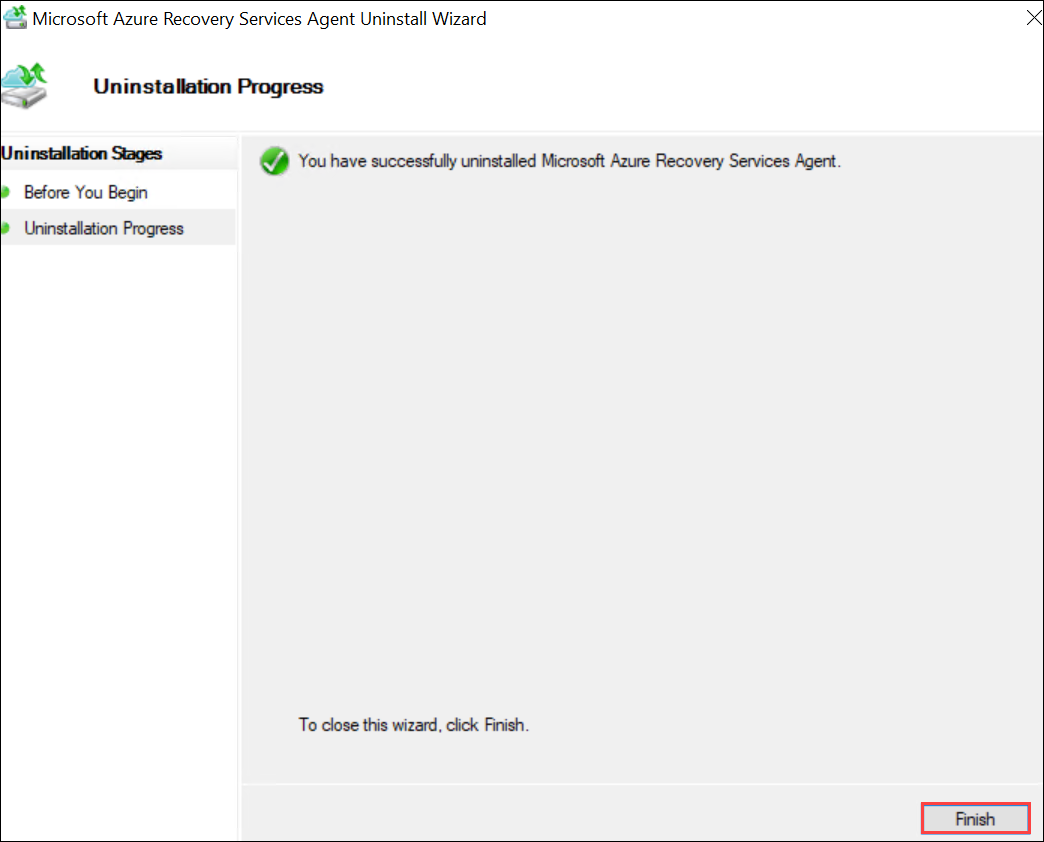 Microsoft Azure Recovery Services Agent Uninstall Wizard
Uninstallation Progress
Uninstallation Stages
Before You Begin
Uninstallation Progress
You have successfully uninstalled Microsoft Azure Recovery Services Agent.
To close this wizard, click Finish.
Finish